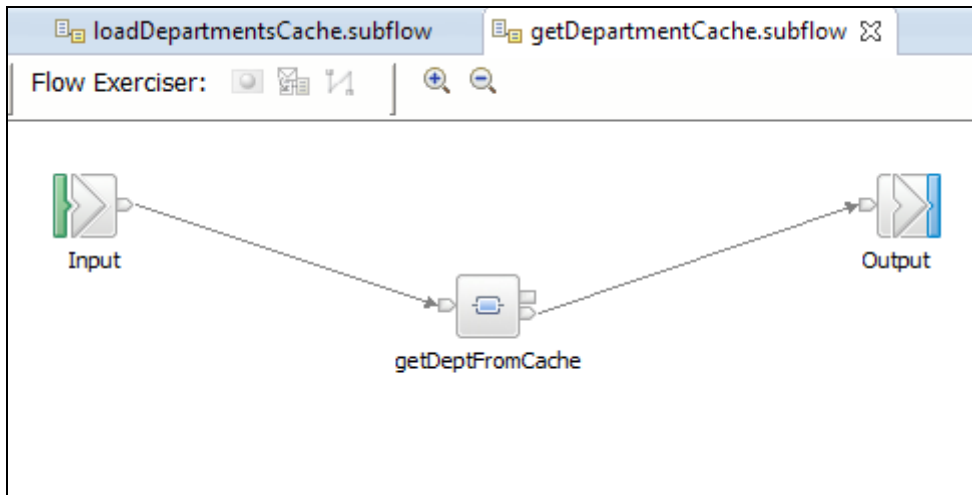 loadDepartmentsCache.subflow getDepartmentCache.subflow
Flow Exerciser:
Input
Output
getDeptFromCache